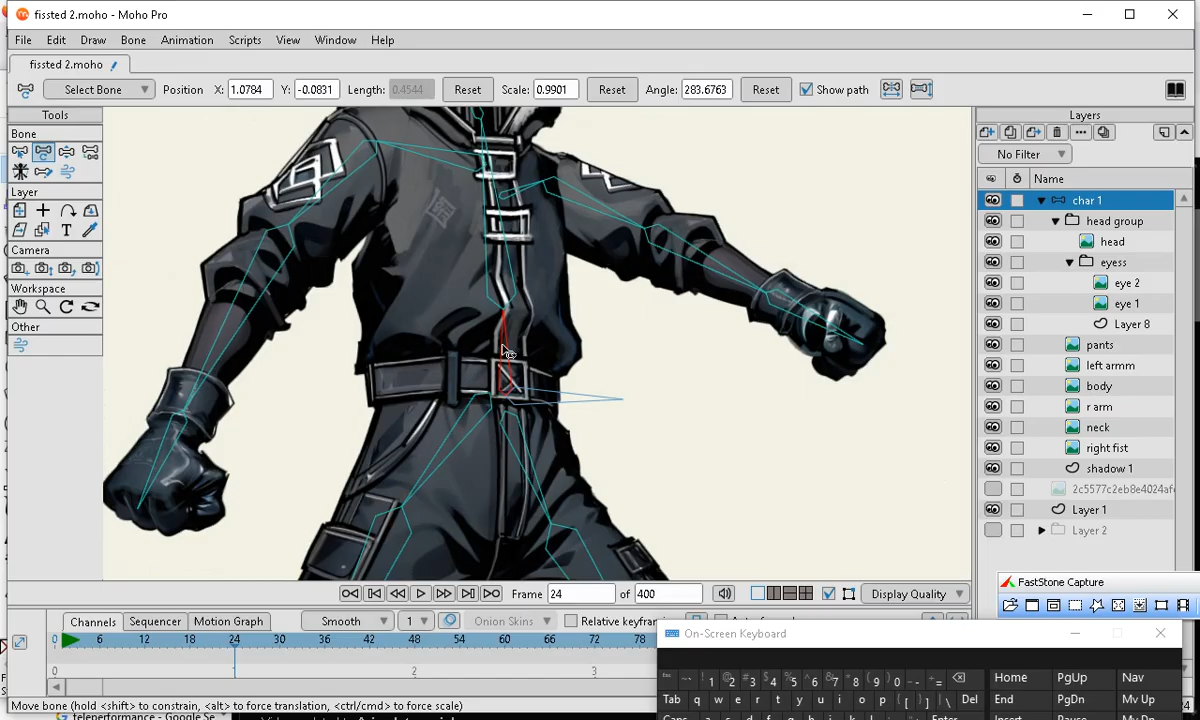 fissted 2.moho - Moho Pro
File Edit Draw Bone Animation Scripts View Window Help
fissted 2.moho
Select Bone Position X: 1.0784 Y: -0.0831 Length: 0.4544 Reset Scale: 0.9901 Reset Angle: 283.6763 Reset Show path
Tools
Bone
Layer
T
Camera
Workspace
Other
Layers
No Filter
Name
char 1
head group
head
eyess
eye 2
eye 1
Layer 8
pants
left armm
body
r arm
neck
right fist
shadow 1
2c5577c2eb8e4024af
Layer 1
Layer 2
FastStone Capture
Frame 24 of 400 Display Quality
Channels Sequencer Motion Graph Smooth 1 Onion Skins Relative keyfram
6 12 18 24 30 36 42 48 54 60 66 72 78
0 1 2 3
On-Screen Keyboard
Home PgUp Nav
Tab q w e r t y u i o p Del End PgDn Mv Up
Move bone (hold <shift> to constrain, <alt> to force translation, <ctrl/cmd> to force scale)
teleperformance - Google Se